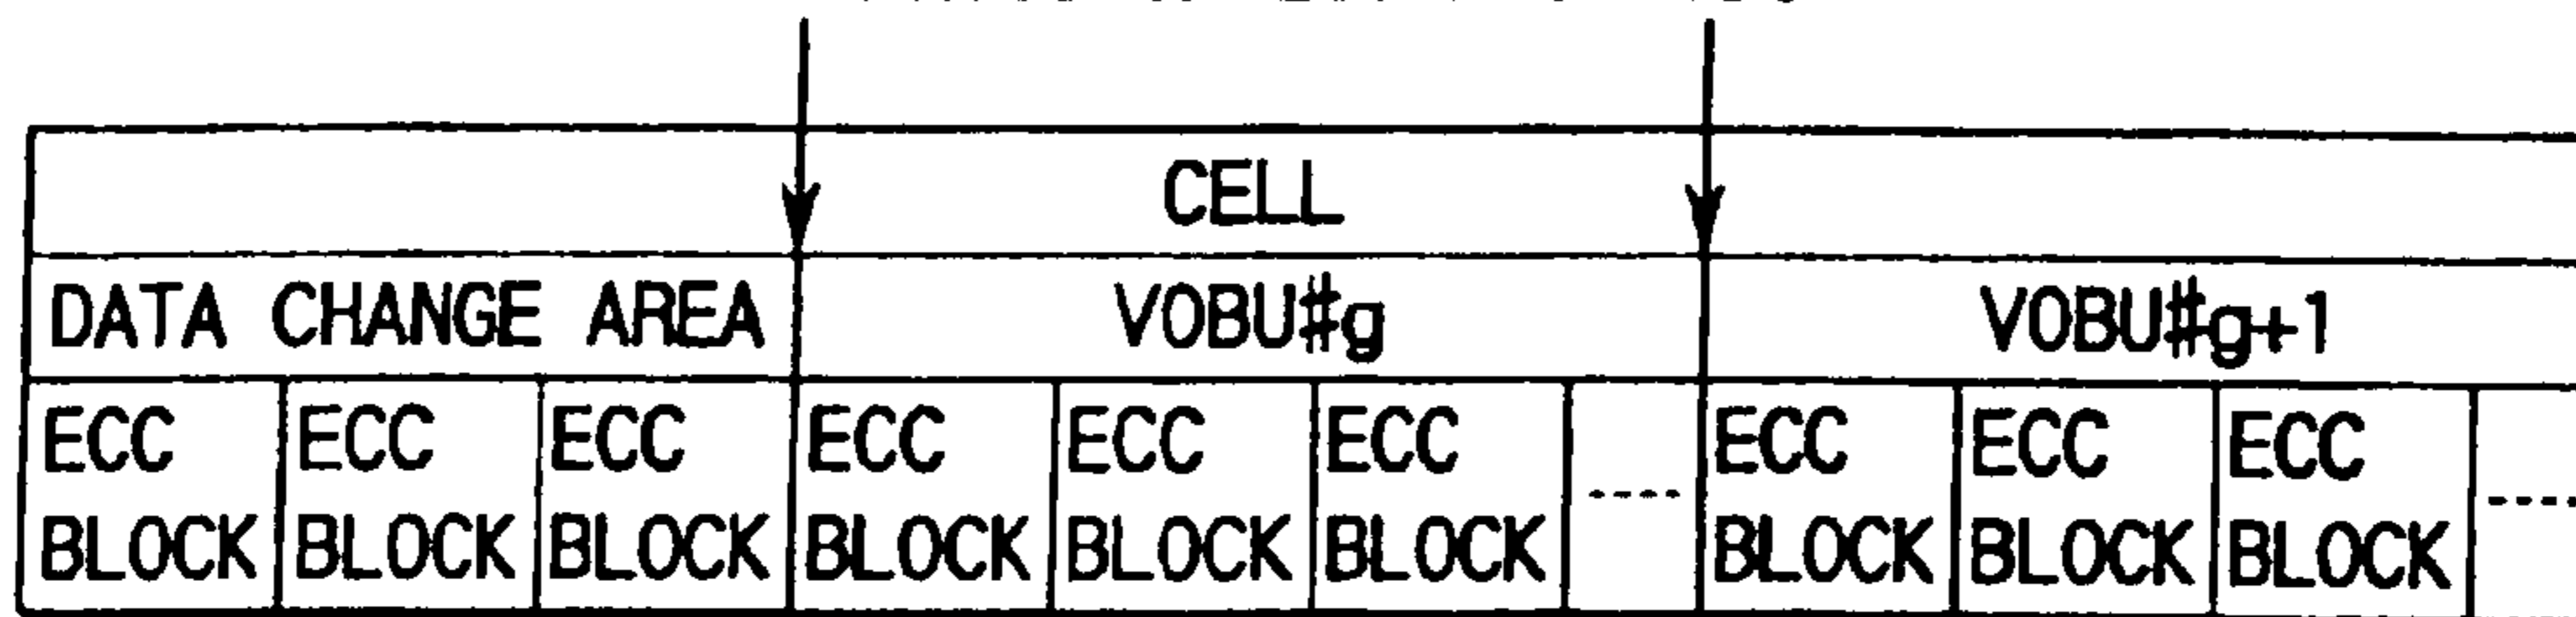 CELL
DATA CHANGE AREA VOBU#g VOBU#g+1
ECC ECC ECC ECC ECC ECC ECC ECC ECC
BLOCK BLOCK BLOCK BLOCK BLOCK BLOCK ---- BLOCK BLOCK BLOCK ----